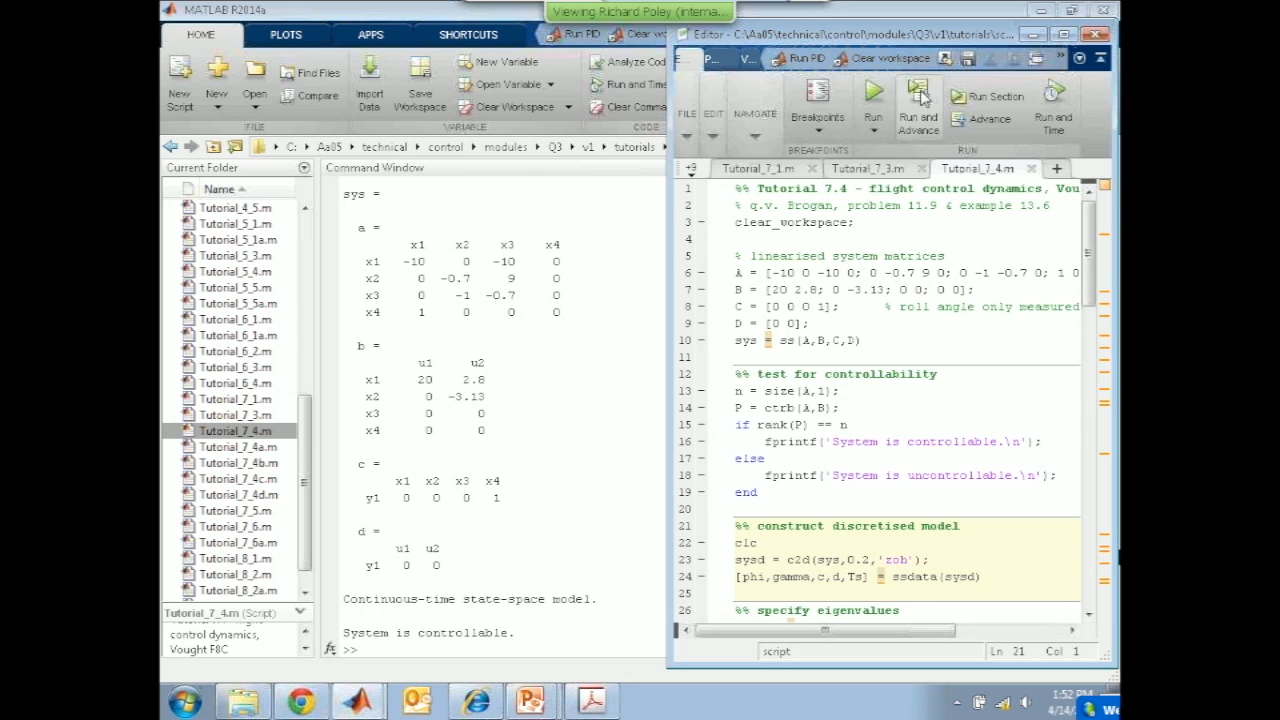 MATLAB R2014a
Viewing Richard Poley (interna...
HOME PLOTS APPS SHORTCUTS Run PID Clear wo
New Script
New
Open
Find Files
Compare
Import Data
Save Workspace
New Variable
Open Variable
Clear Workspace
Analyze Cod
Run and Time
Clear Comma
FILE VARIABLE CODE
C: Aa05 technical control modules Q3 v1 tutorials
Current Folder
Name
Tutorial_4_5.m
Tutorial_5_1.m
Tutorial_5_1a.m
Tutorial_5_3.m
Tutorial_5_4.m
Tutorial_5_5.m
Tutorial_5_5a.m
Tutorial_6_1.m
Tutorial_6_1a.m
Tutorial_6_2.m
Tutorial_6_3.m
Tutorial_6_4.m
Tutorial_7_1.m
Tutorial_7_3.m
Tutorial_7_4.m
Tutorial_7_4a.m
Tutorial_7_4b.m
Tutorial_7_4c.m
Tutorial_7_4d.m
Tutorial_7_5.m
Tutorial_7_6.m
Tutorial_7_6a.m
Tutorial_8_1.m
Tutorial_8_2.m
Tutorial_8_2a.m
Tutorial_7_4.m (Script)
control dynamics,
Vought F8C
Command Window
sys =
a =
x1 x2 x3 x4
x1 -10 0 -10 0
x2 0 -0.7 9 0
x3 0 -1 -0.7 0
x4 1 0 0 0
b =
u1 u2
x1 20 2.8
x2 0 -3.13
x3 0 0
x4 0 0
c =
x1 x2 x3 x4
y1 0 0 0 1
d =
u1 u2
y1 0 0
Continuous-time state-space model.
System is controllable.
fx >>
Editor - C:\Aa05\technical\control\modules\Q3\v1\tutorials\sc...
E... P... V... Run PID Clear workspace
FILE EDIT NAVIGATE
Breakpoints
Run
Run and Advance
Run Section
Advance
Run and Time
BREAKPOINTS RUN
+9 Tutorial_7_1.m Tutorial_7_3.m Tutorial_7_4.m
1 %% Tutorial 7.4 - flight control dynamics, Vou
2 % q.v. Brogan, problem 11.9 & example 13.6
3 - clear_workspace;
4
5 % linearised system matrices
6 - A = [-10 0 -10 0; 0 -0.7 9 0; 0 -1 -0.7 0; 1 0
7 - B = [20 2.8; 0 -3.13; 0 0; 0 0];
8 - C = [0 0 0 1]; % roll angle only measured
9 - D = [0 0];
10 - sys = ss(A,B,C,D)
11
12 %% test for controllability
13 - n = size(A,1);
14 - P = ctrb(A,B);
15 - if rank(P) == n
16 - fprintf('System is controllable.\n');
17 - else
18 - fprintf('System is uncontrollable.\n');
19 - end
20
21 %% construct discretised model
22 - clc
23 - sysd = c2d(sys,0.2,'zoh');
24 - [phi,gamma,c,d,Ts] = ssdata(sysd)
25
26 %% specify eigenvalues
script Ln 21 Col 1
1:52 PM
4/14/
We